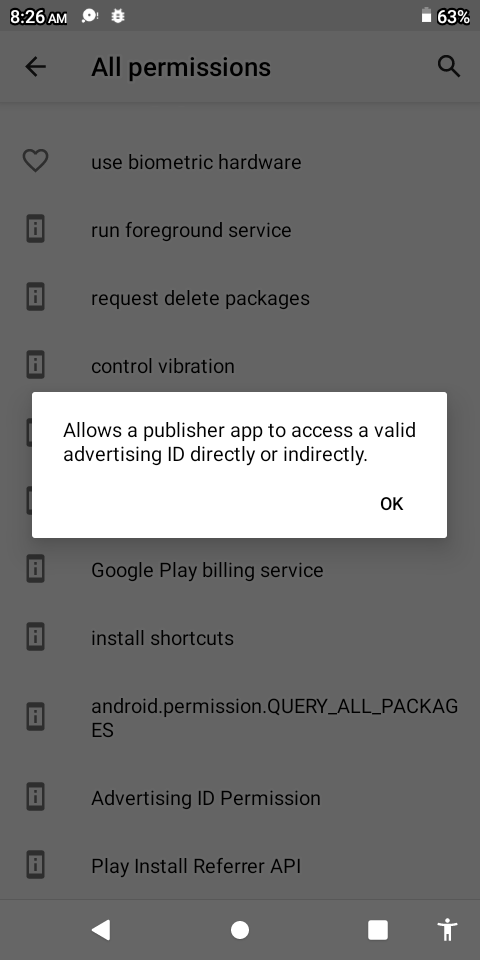 8:26 AM
63%
All permissions
use biometric hardware
run foreground service
request delete packages
control vibration
Allows a publisher app to access a valid
advertising ID directly or indirectly.
OK
Google Play billing service
install shortcuts
android.permission.QUERY_ALL_PACKAG
ES
Advertising ID Permission
Play Install Referrer API